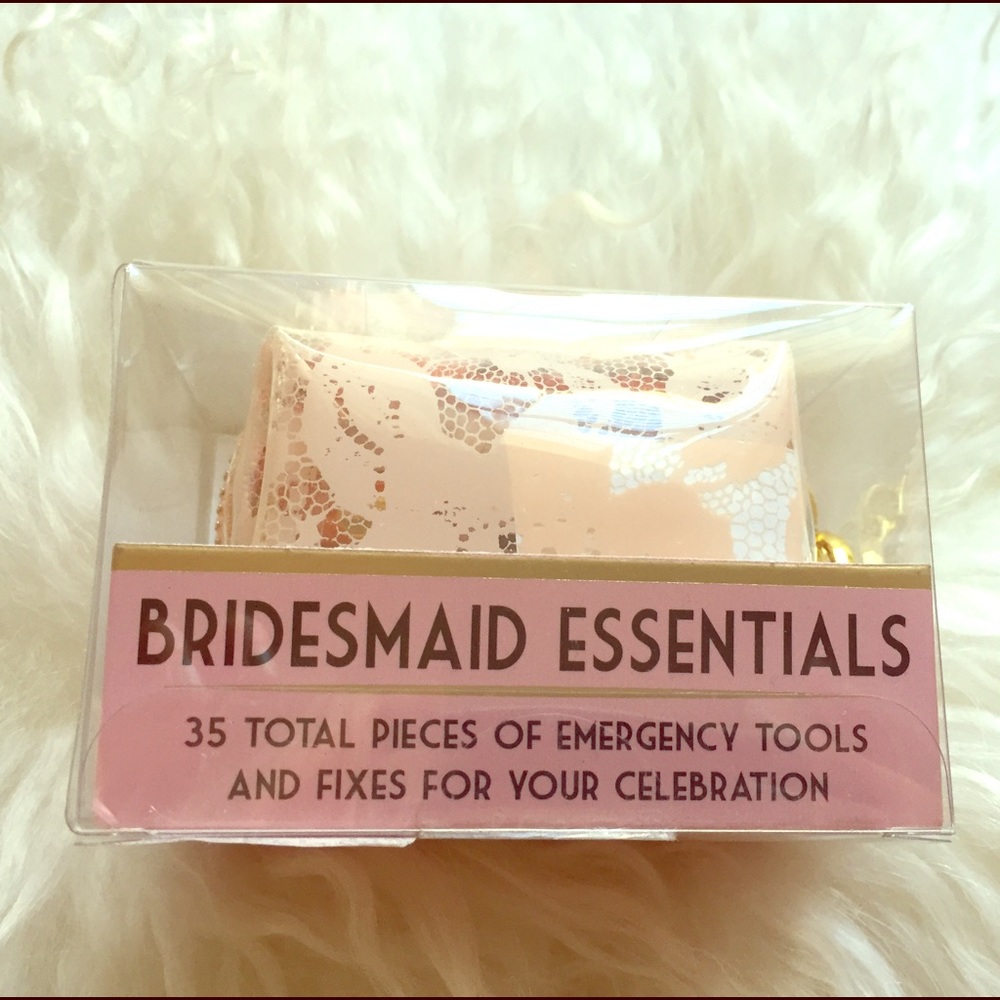 BRIDESMAID ESSENTIALS
35 TOTAL PIECES OF EMERGENCY TOOLS
AND FIXES FOR YOUR CELEBRATION